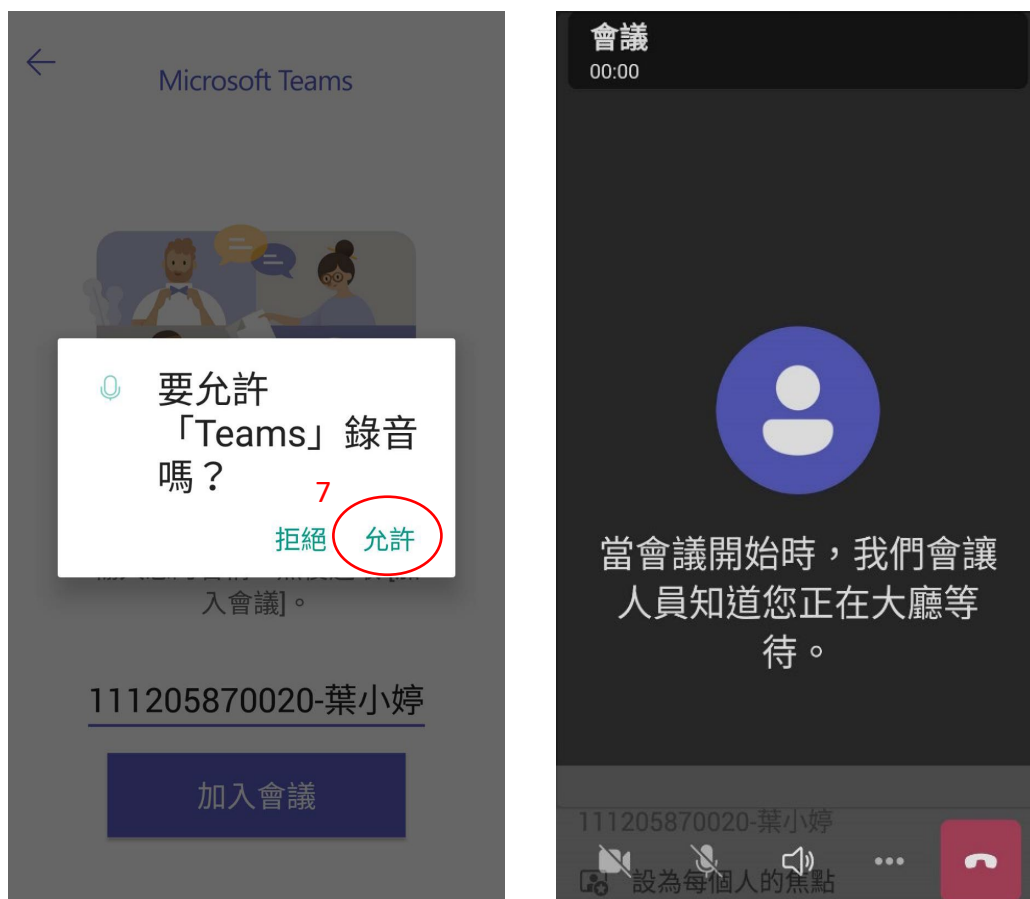 Microsoft Teams
要允許
「Teams」錄音
嗎？
7
拒絕 允許
入會議]。
111205870020-葉小婷
加入會議
會議
00:00
當會議開始時，我們會讓
人員知道您正在大廳等
待。
111205870020-葉小婷
設為每個人的焦點